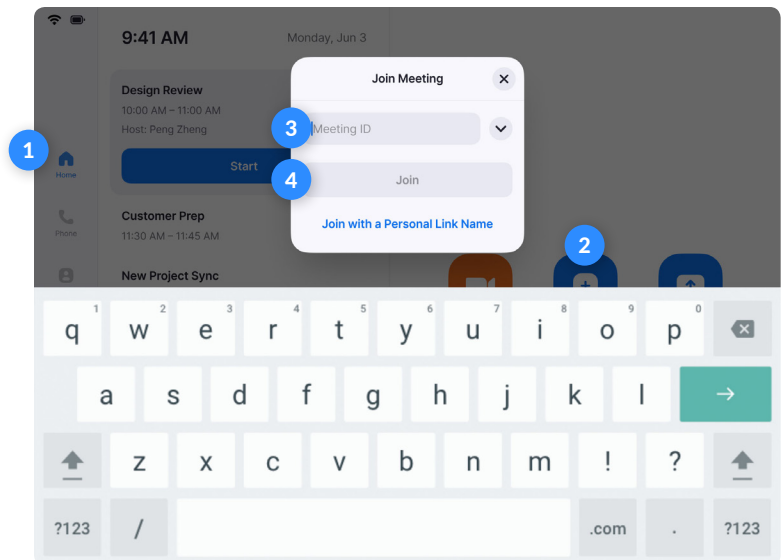 9:41 AM
Monday, Jun 3
Design Review
10:00 AM – 11:00 AM
Host: Peng Zheng
Start
Customer Prep
11:30 AM – 11:45 AM
New Project Sync
1
Home
Phone
Join Meeting
3
Meeting ID
4
Join
Join with a Personal Link Name
2
q 1 w 2 e 3 r 4 t 5 y 6 u 7 i 8 o 9 p 0
a s d f g h j k l
z x c v b n m ! ?
?123 / .com . ?123